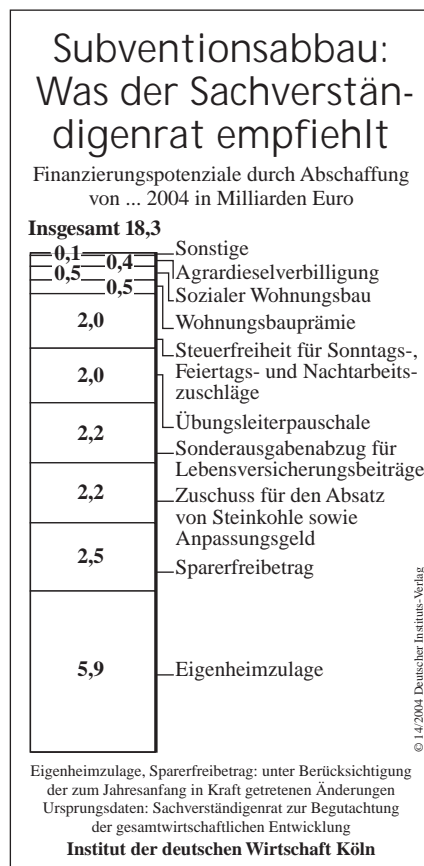 Subventionsabbau:
Was der Sachverstän-
digenrat empfiehlt
Finanzierungspotenziale durch Abschaffung
von ... 2004 in Milliarden Euro
Insgesamt 18,3
0,1 Sonstige
0,4 Agrardieselverbilligung
0,5 Sozialer Wohnungsbau
0,5 Wohnungsbauprämie
2,0 Steuerfreiheit für Sonntags-,
Feiertags- und Nachtarbeits-
zuschläge
2,0 Übungsleiterpauschale
2,2 Sonderausgabenabzug für
Lebensversicherungsbeiträge
2,2 Zuschuss für den Absatz
von Steinkohle sowie
Anpassungsgeld
2,5 Sparerfreibetrag
5,9 Eigenheimzulage
© 14/2004 Deutscher Instituts-Verlag
Eigenheimzulage, Sparerfreibetrag: unter Berücksichtigung
der zum Jahresanfang in Kraft getretenen Änderungen
Ursprungsdaten: Sachverständigenrat zur Begutachtung
der gesamtwirtschaftlichen Entwicklung
Institut der deutschen Wirtschaft Köln